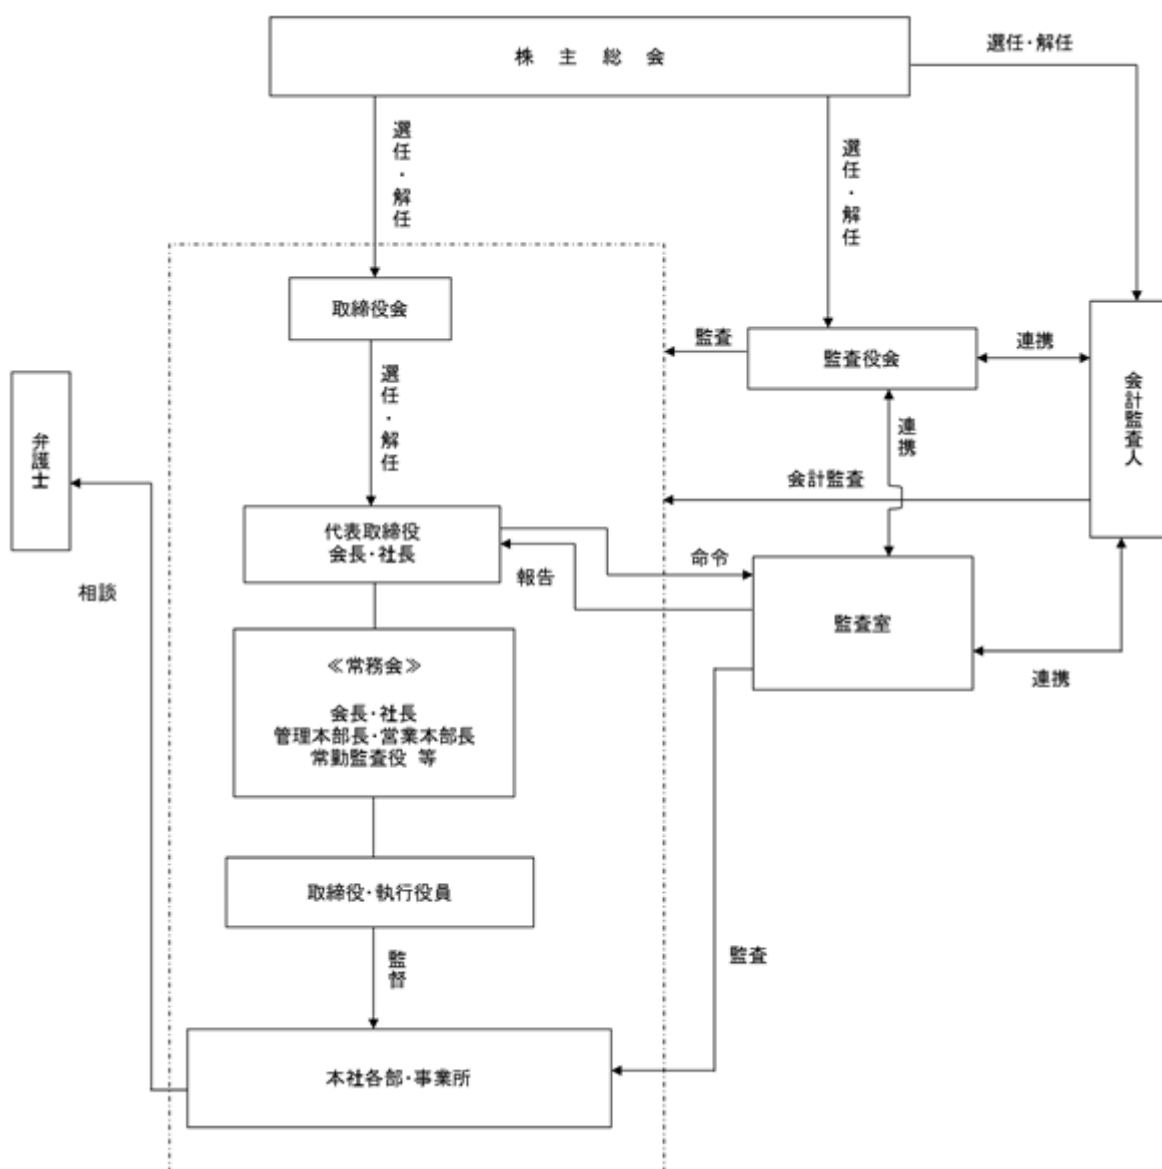 株 主 総 会
選任・解任
選任・解任
選任・解任
取締役会
監査
監査役会
連携
会計監査人
選任・解任
弁護士
連携
会計監査
代表取締役
会長・社長
命令
報告
相談
監査室
連携
≪常務会≫
会長・社長
管理本部長・営業本部長
常勤監査役 等
取締役・執行役員
監督
監査
本社各部・事業所